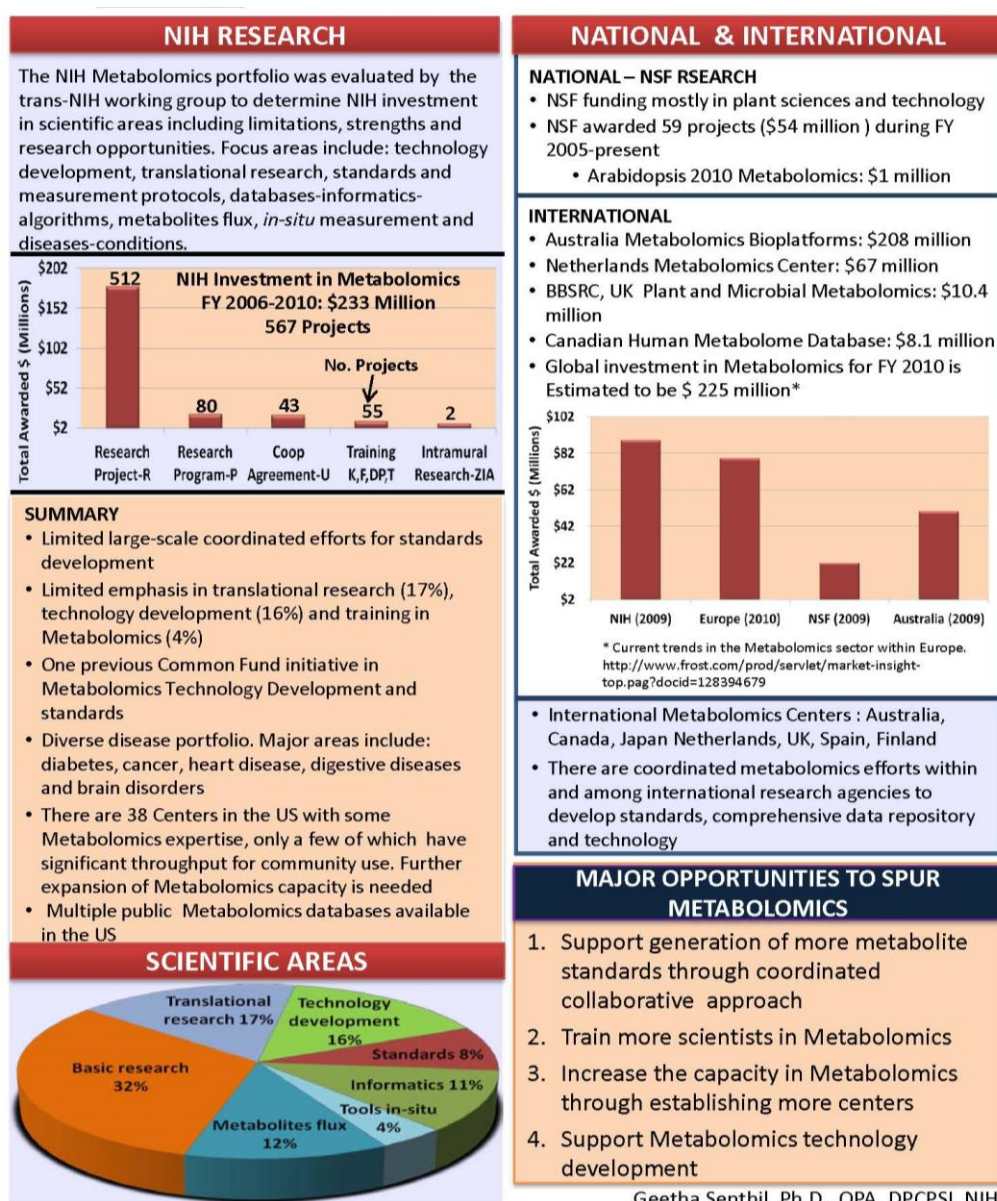 NIH RESEARCH
The NIH Metabolomics portfolio was evaluated by the
trans-NIH working group to determine NIH investment
in scientific areas including limitations, strengths and
research opportunities. Focus areas include: technology
development, translational research, standards and
measurement protocols, databases-informatics-
algorithms, metabolites flux, in-situ measurement and
diseases-conditions.
Total Awarded $ (Millions)
$202
$152
$102
$52
$2
NIH Investment in Metabolomics
FY 2006-2010: $233 Million
567 Projects
No. Projects
512
80
43
55
2
Research
Project-R
Research
Program-P
Coop
Agreement-U
Training
K,F,DP,T
Intramural
Research-ZIA
SUMMARY
• Limited large-scale coordinated efforts for standards
development
• Limited emphasis in translational research (17%),
technology development (16%) and training in
Metabolomics (4%)
• One previous Common Fund initiative in
Metabolomics Technology Development and
standards
• Diverse disease portfolio. Major areas include:
diabetes, cancer, heart disease, digestive diseases
and brain disorders
• There are 38 Centers in the US with some
Metabolomics expertise, only a few of which have
significant throughput for community use. Further
expansion of Metabolomics capacity is needed
• Multiple public Metabolomics databases available
in the US
SCIENTIFIC AREAS
Translational
research 17%
Technology
development
16%
Standards 8%
Informatics 11%
Tools in-situ
4%
Metabolites flux
12%
Basic research
32%
NATIONAL & INTERNATIONAL
NATIONAL – NSF RSEARCH
• NSF funding mostly in plant sciences and technology
• NSF awarded 59 projects ($54 million ) during FY
2005-present
• Arabidopsis 2010 Metabolomics: $1 million
INTERNATIONAL
• Australia Metabolomics Bioplatforms: $208 million
• Netherlands Metabolomics Center: $67 million
• BBSRC, UK Plant and Microbial Metabolomics: $10.4
million
• Canadian Human Metabolome Database: $8.1 million
• Global investment in Metabolomics for FY 2010 is
Estimated to be $ 225 million*
Total Awarded $ (Millions)
$102
$82
$62
$42
$22
$2
NIH (2009)
Europe (2010)
NSF (2009)
Australia (2009)
* Current trends in the Metabolomics sector within Europe.
http://www.frost.com/prod/servlet/market-insight-
top.pag?docid=128394679
• International Metabolomics Centers : Australia,
Canada, Japan Netherlands, UK, Spain, Finland
• There are coordinated metabolomics efforts within
and among international research agencies to
develop standards, comprehensive data repository
and technology
MAJOR OPPORTUNITIES TO SPUR
METABOLOMICS
1. Support generation of more metabolite
standards through coordinated
collaborative approach
2. Train more scientists in Metabolomics
3. Increase the capacity in Metabolomics
through establishing more centers
4. Support Metabolomics technology
development
Geetha Senthil, Ph.D., OPA, DPCPSI, NIH